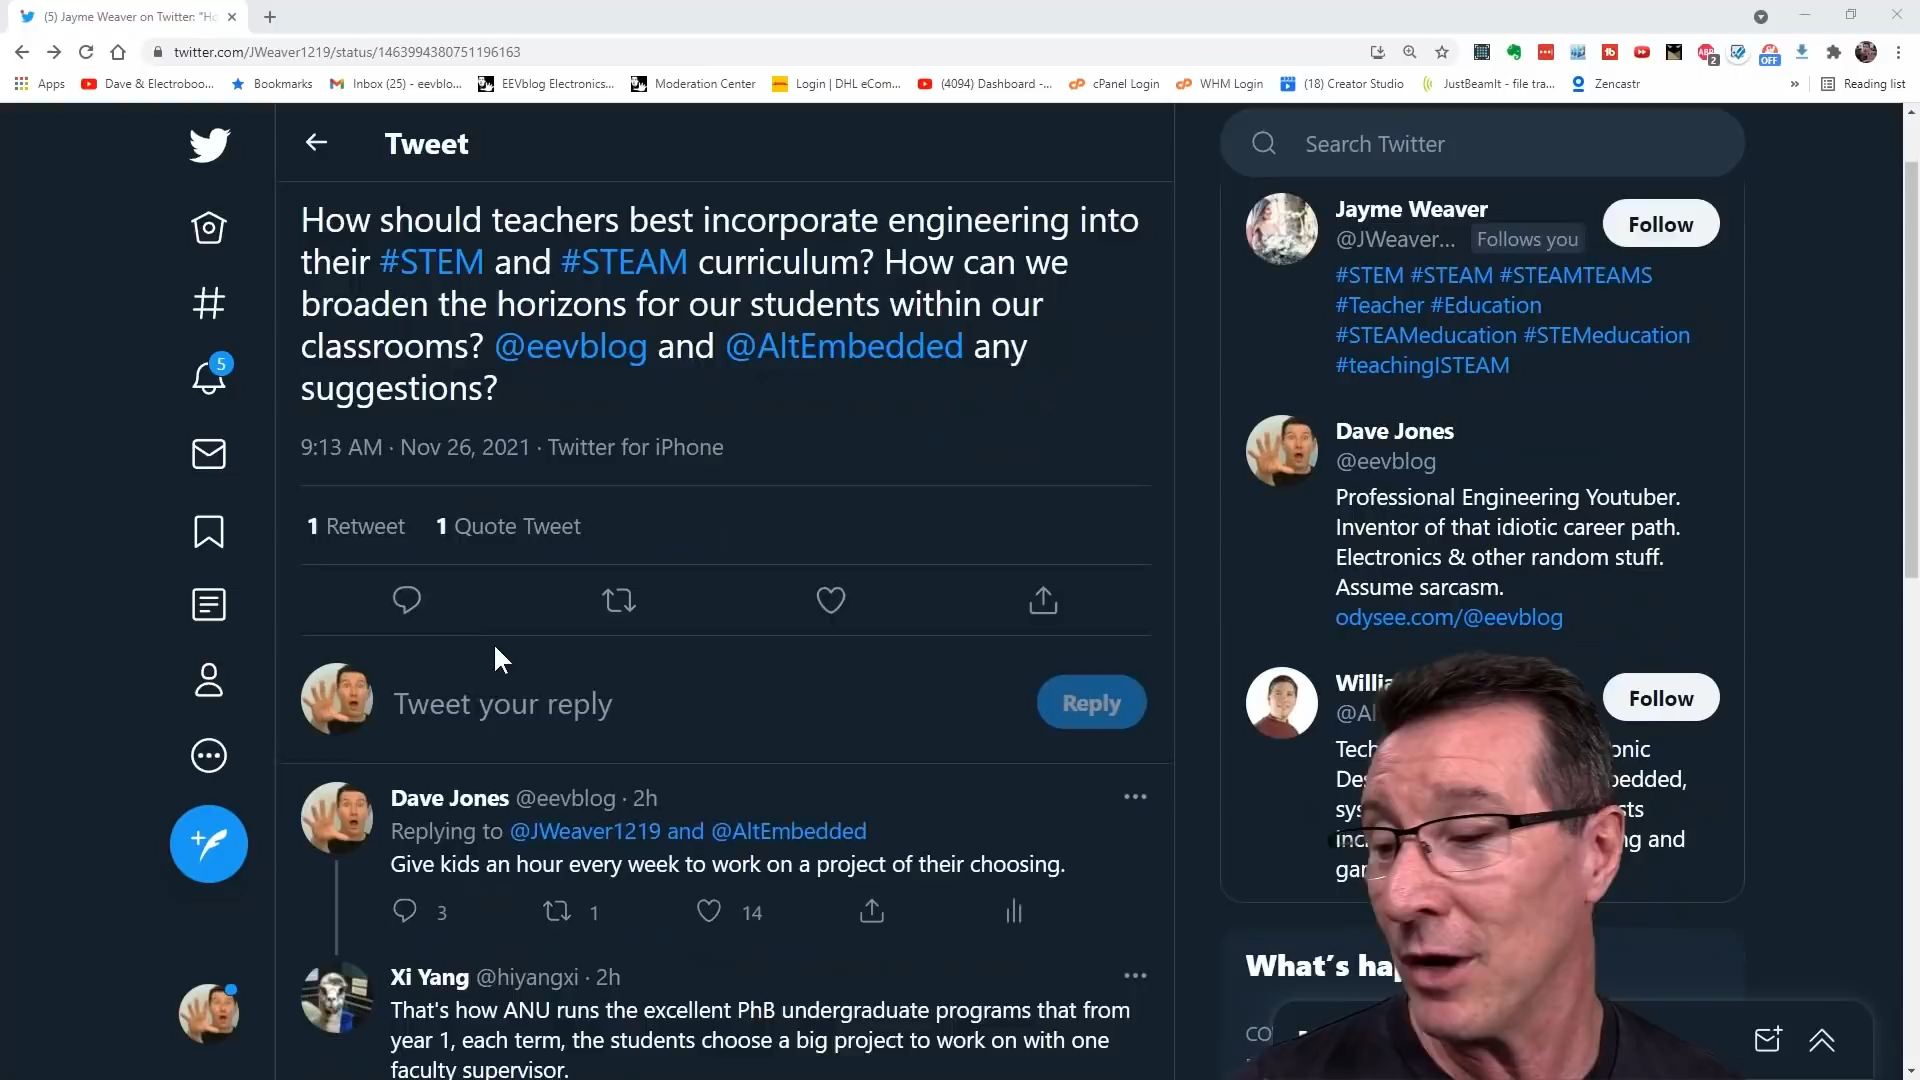 (5) Jayme Weaver on Twitter: "Ho
twitter.com/JWeaver1219/status/1463994380751196163
Apps
Dave & Electroboo...
Bookmarks
Inbox (25) - eevblo...
EEVblog Electronics...
Moderation Center
Login | DHL eCom...
(4094) Dashboard -...
cPanel Login
WHM Login
(18) Creator Studio
JustBeamIt - file tra...
Zencastr
»
Reading list
2
OFF
Tweet
How should teachers best incorporate engineering into
their #STEM and #STEAM curriculum? How can we
broaden the horizons for our students within our
classrooms? @eevblog and @AltEmbedded any
suggestions?
9:13 AM · Nov 26, 2021 · Twitter for iPhone
1 Retweet 1 Quote Tweet
5
Tweet your reply
Reply
Dave Jones @eevblog · 2h
Replying to @JWeaver1219 and @AltEmbedded
Give kids an hour every week to work on a project of their choosing.
3 1 14
Xi Yang @hiyangxi · 2h
That's how ANU runs the excellent PhB undergraduate programs that from
year 1, each term, the students choose a big project to work on with one
faculty supervisor.
Search Twitter
Jayme Weaver
@JWeaver... Follows you
Follow
#STEM #STEAM #STEAMTEAMS
#Teacher #Education
#STEAMeducation #STEMeducation
#teachingISTEAM
Dave Jones
@eevblog
Professional Engineering Youtuber.
Inventor of that idiotic career path.
Electronics & other random stuff.
Assume sarcasm.
odysee.com/@eevblog
Follow
and
What's